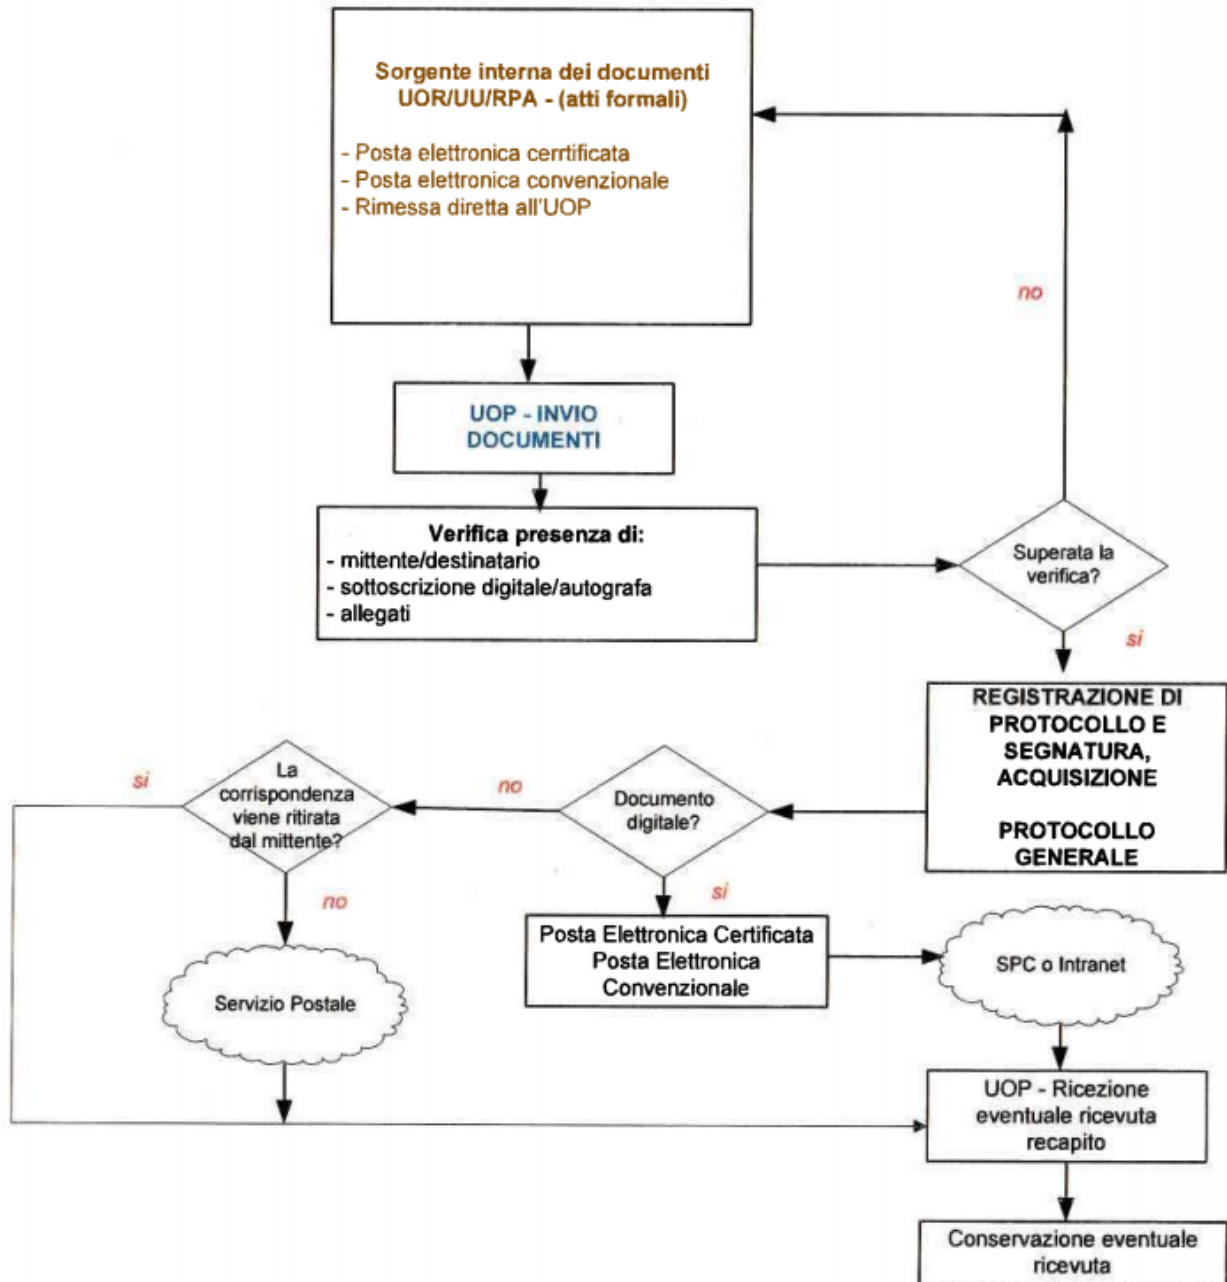 Sorgente interna dei documenti
UOR/UU/RPA - (atti formali)
- Posta elettronica cerrtificata
- Posta elettronica convenzionale
- Rimessa diretta all'UOP
no
UOP - INVIO
DOCUMENTI
Verifica presenza di:
- mittente/destinatario
- sottoscrizione digitale/autografa
- allegati
Superata la
verifica?
si
REGISTRAZIONE DI
PROTOCOLLO E
SEGNATURA,
ACQUISIZIONE
PROTOCOLLO
GENERALE
Documento
digitale?
no
La
corrispondenza
viene ritirata
dal mittente?
si
no
si
Posta Elettronica Certificata
Posta Elettronica
Convenzionale
SPC o Intranet
Servizio Postale
UOP - Ricezione
eventuale ricevuta
recapito
Conservazione eventuale
ricevuta